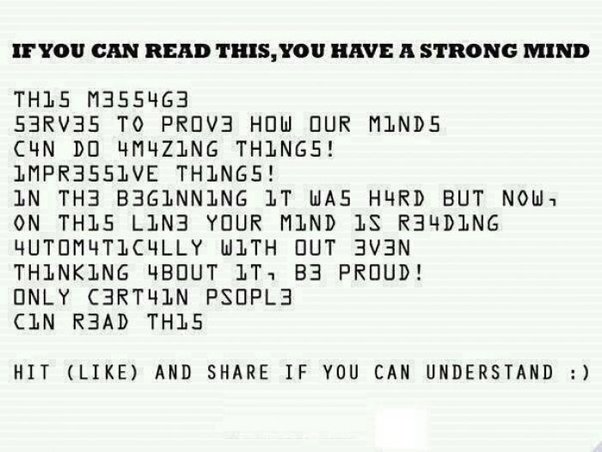 IF YOU CAN READ THIS, YOU HAVE A STRONG MIND
TH15 M3554G3
53RV35 TO PROV3 HOW OUR M1ND5
C4N DO 4M4Z1NG TH1NG5!
1MPR3551VE TH1NG5!
1N TH3 B3G1NN1NG 1T WA5 H4RD BUT NOW,
ON TH15 L1N3 YOUR M1ND 15 R34D1NG
4UTOM4T1C4LLY W1TH OUT 3V3N
TH1NK1NG 4BOUT 1T, B3 PROUD!
ONLY C3RT41N PSOPL3
C1N R3AD TH15
HIT (LIKE) AND SHARE IF YOU CAN UNDERSTAND :)